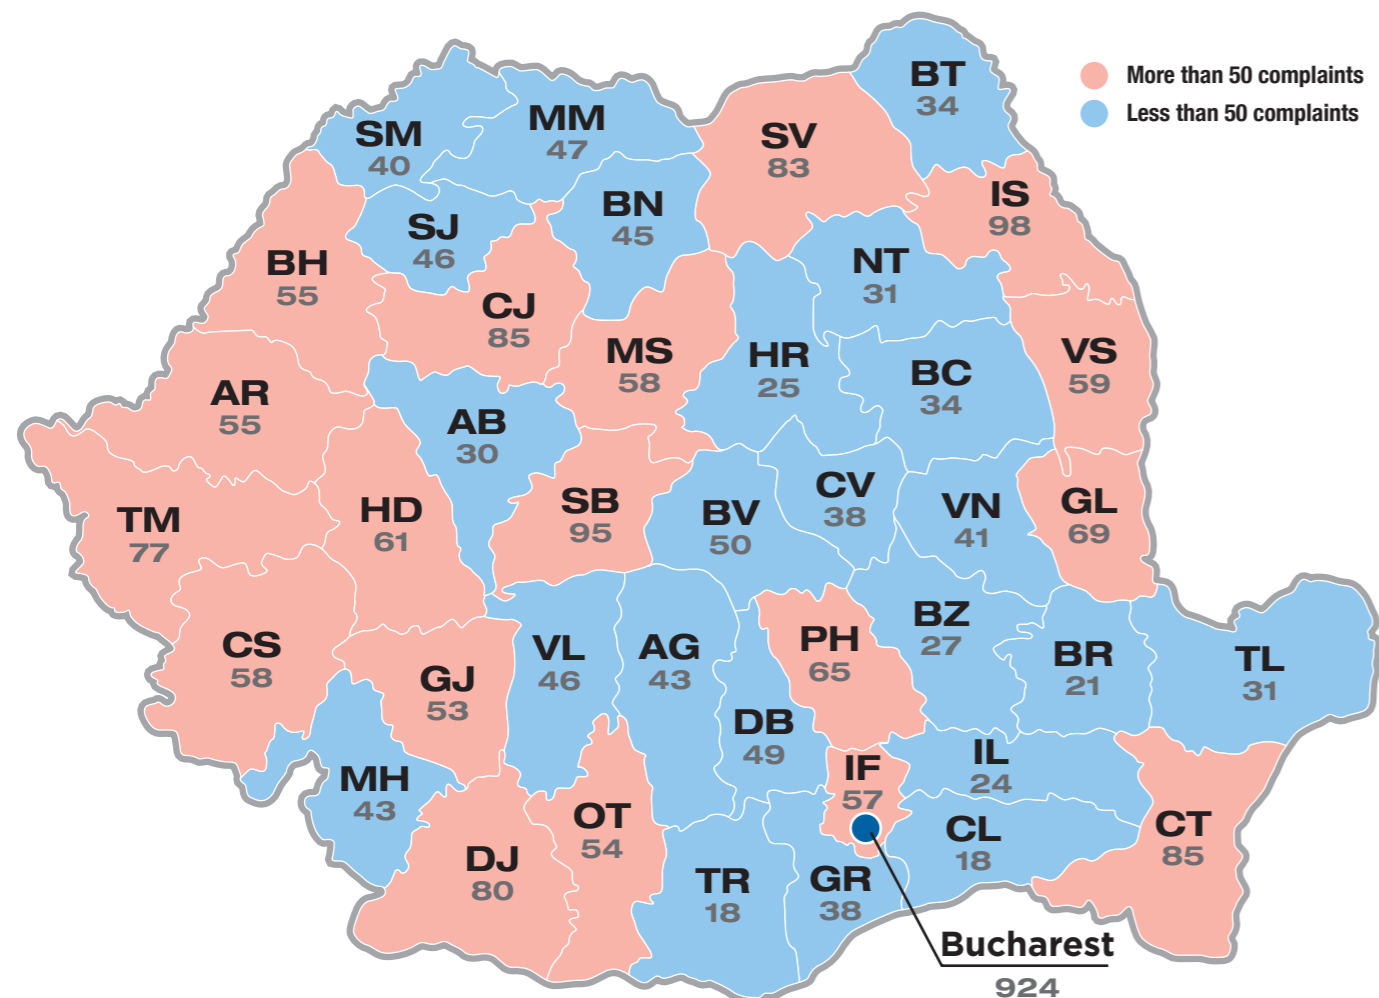 BT
34
More than 50 complaints
Less than 50 complaints
SM
40
MM
47
SV
83
IS
98
BN
45
SJ
46
BH
55
NT
31
CJ
85
MS
58
HR
25
BC
34
VS
59
AR
55
AB
30
TM
77
HD
61
SB
95
BV
50
CV
38
VN
41
GL
69
CS
58
GJ
53
VL
46
AG
43
PH
65
BZ
27
BR
21
TL
31
DB
49
MH
43
IF
57
IL
24
OT
54
DJ
80
TR
18
GR
38
CL
18
CT
85
Bucharest
924